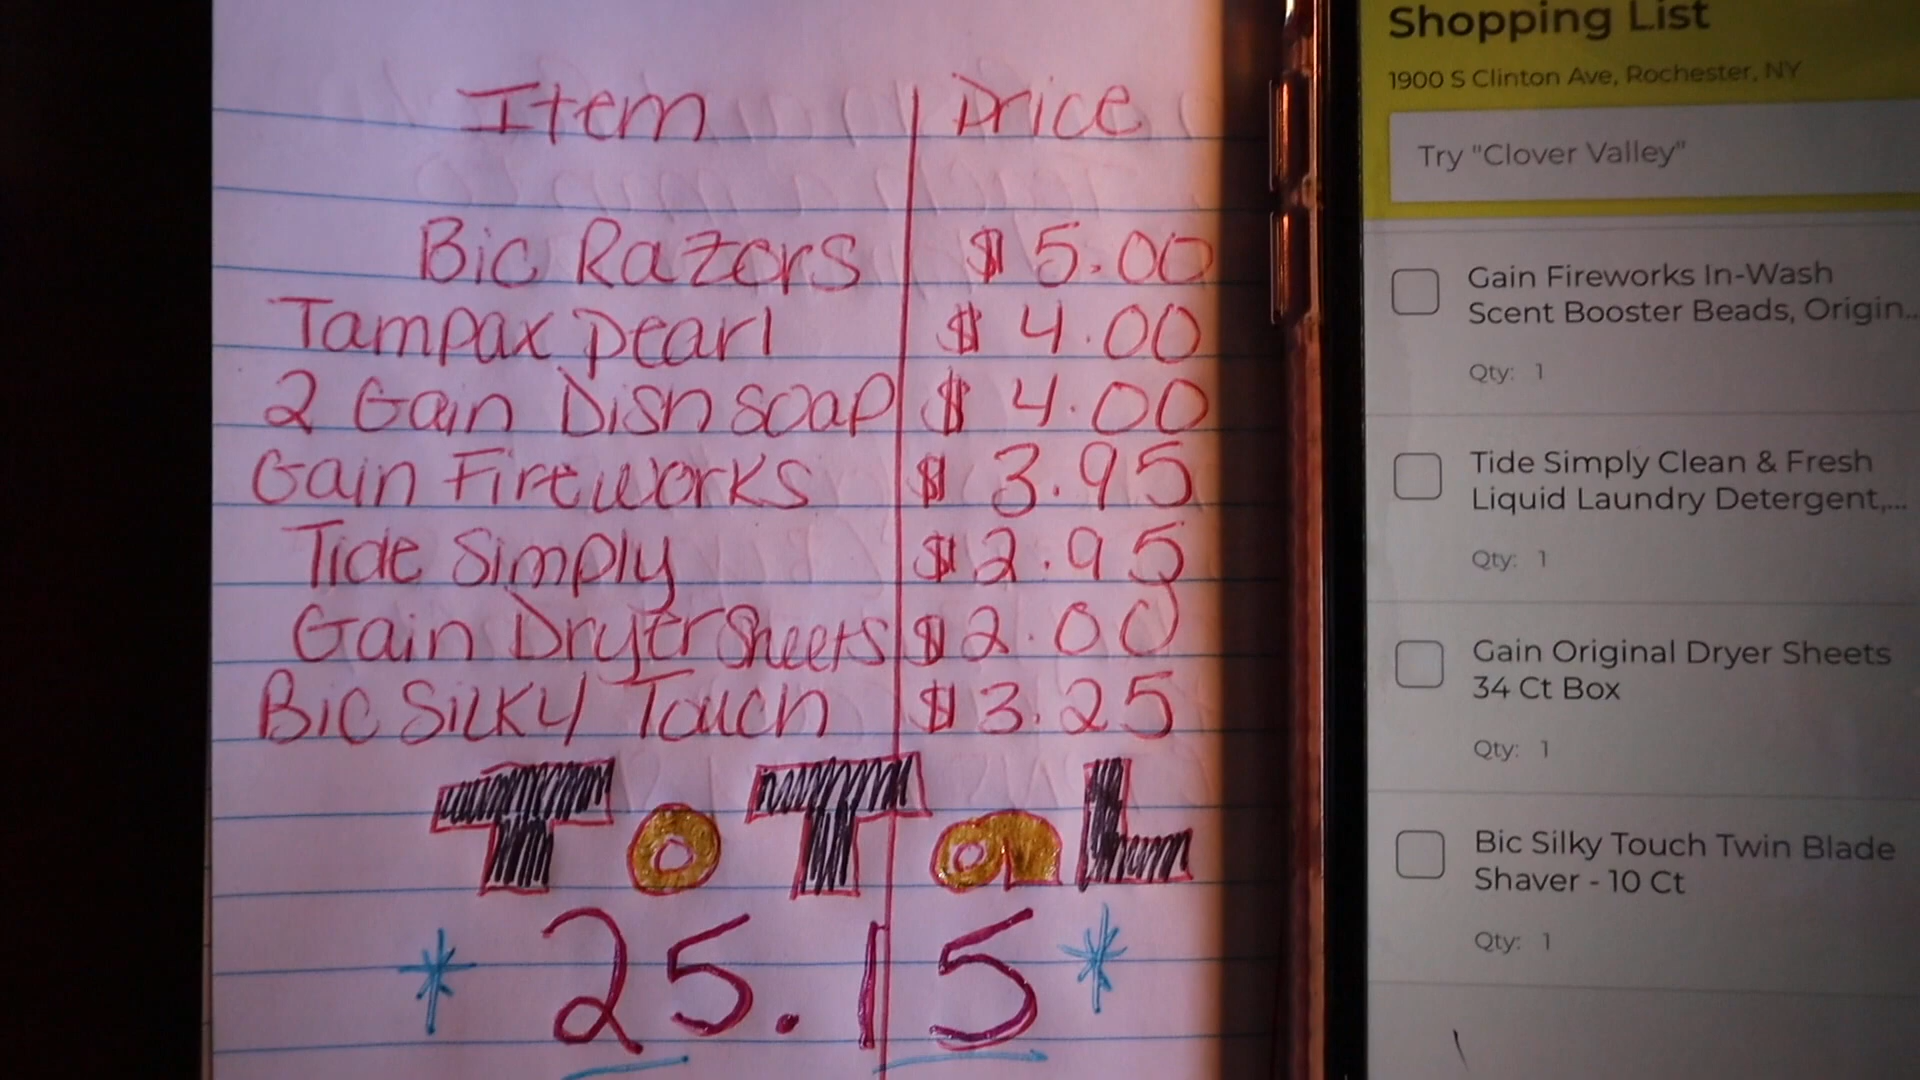 Item Price
Bic Razors $5.00
Tampax Pearl $4.00
2 Gain Dish soap $4.00
Gain Fireworks $3.95
Tide Simply $2.95
Gain Dryer Sheets $2.00
Bic Silky Touch $3.25
ToTaL
* 25.15 *
Shopping List
1900 S Clinton Ave, Rochester, NY
Try "Clover Valley"
Gain Fireworks In-Wash
Scent Booster Beads, Origin..
Qty: 1
Tide Simply Clean & Fresh
Liquid Laundry Detergent,...
Qty: 1
Gain Original Dryer Sheets
34 Ct Box
Qty: 1
Bic Silky Touch Twin Blade
Shaver - 10 Ct
Qty: 1